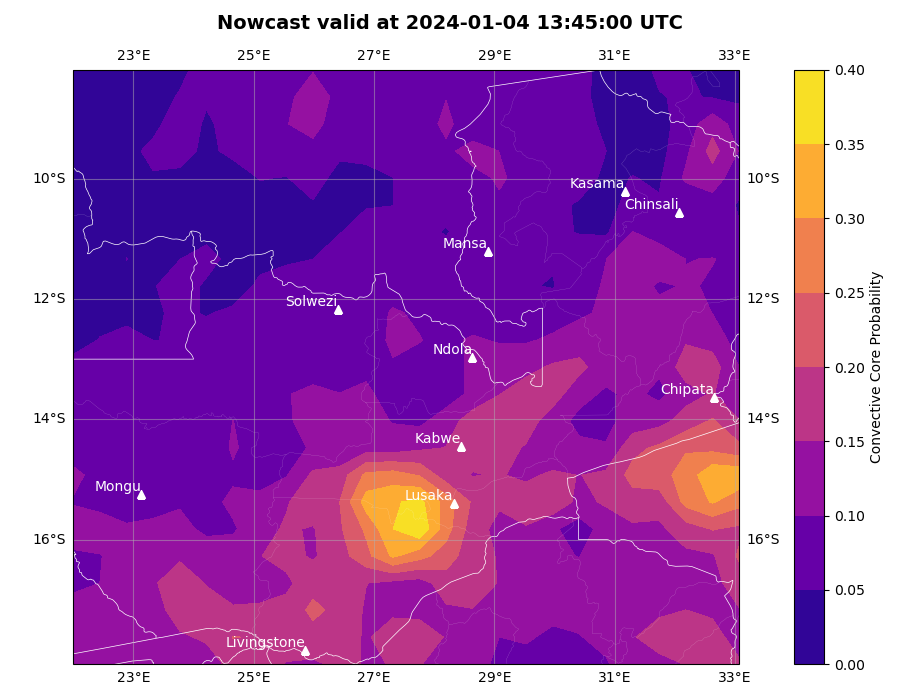 Nowcast valid at 2024-01-04 13:45:00 UTC
23°E 25°E 27°E 29°E 31°E 33°E
0.40
0.35
10°S Kasama 10°S
Chinsali
0.30
Mansa
12°S Solwezi 12°S
0.25
Ndola
0.20
Chipata
14°S 14°S
Kabwe
0.15
Mongu
Lusaka
0.10
16°S 16°S
0.05
Livingstone
0.00
23°E 25°E 27°E 29°E 31°E 33°E
Convective Core Probability